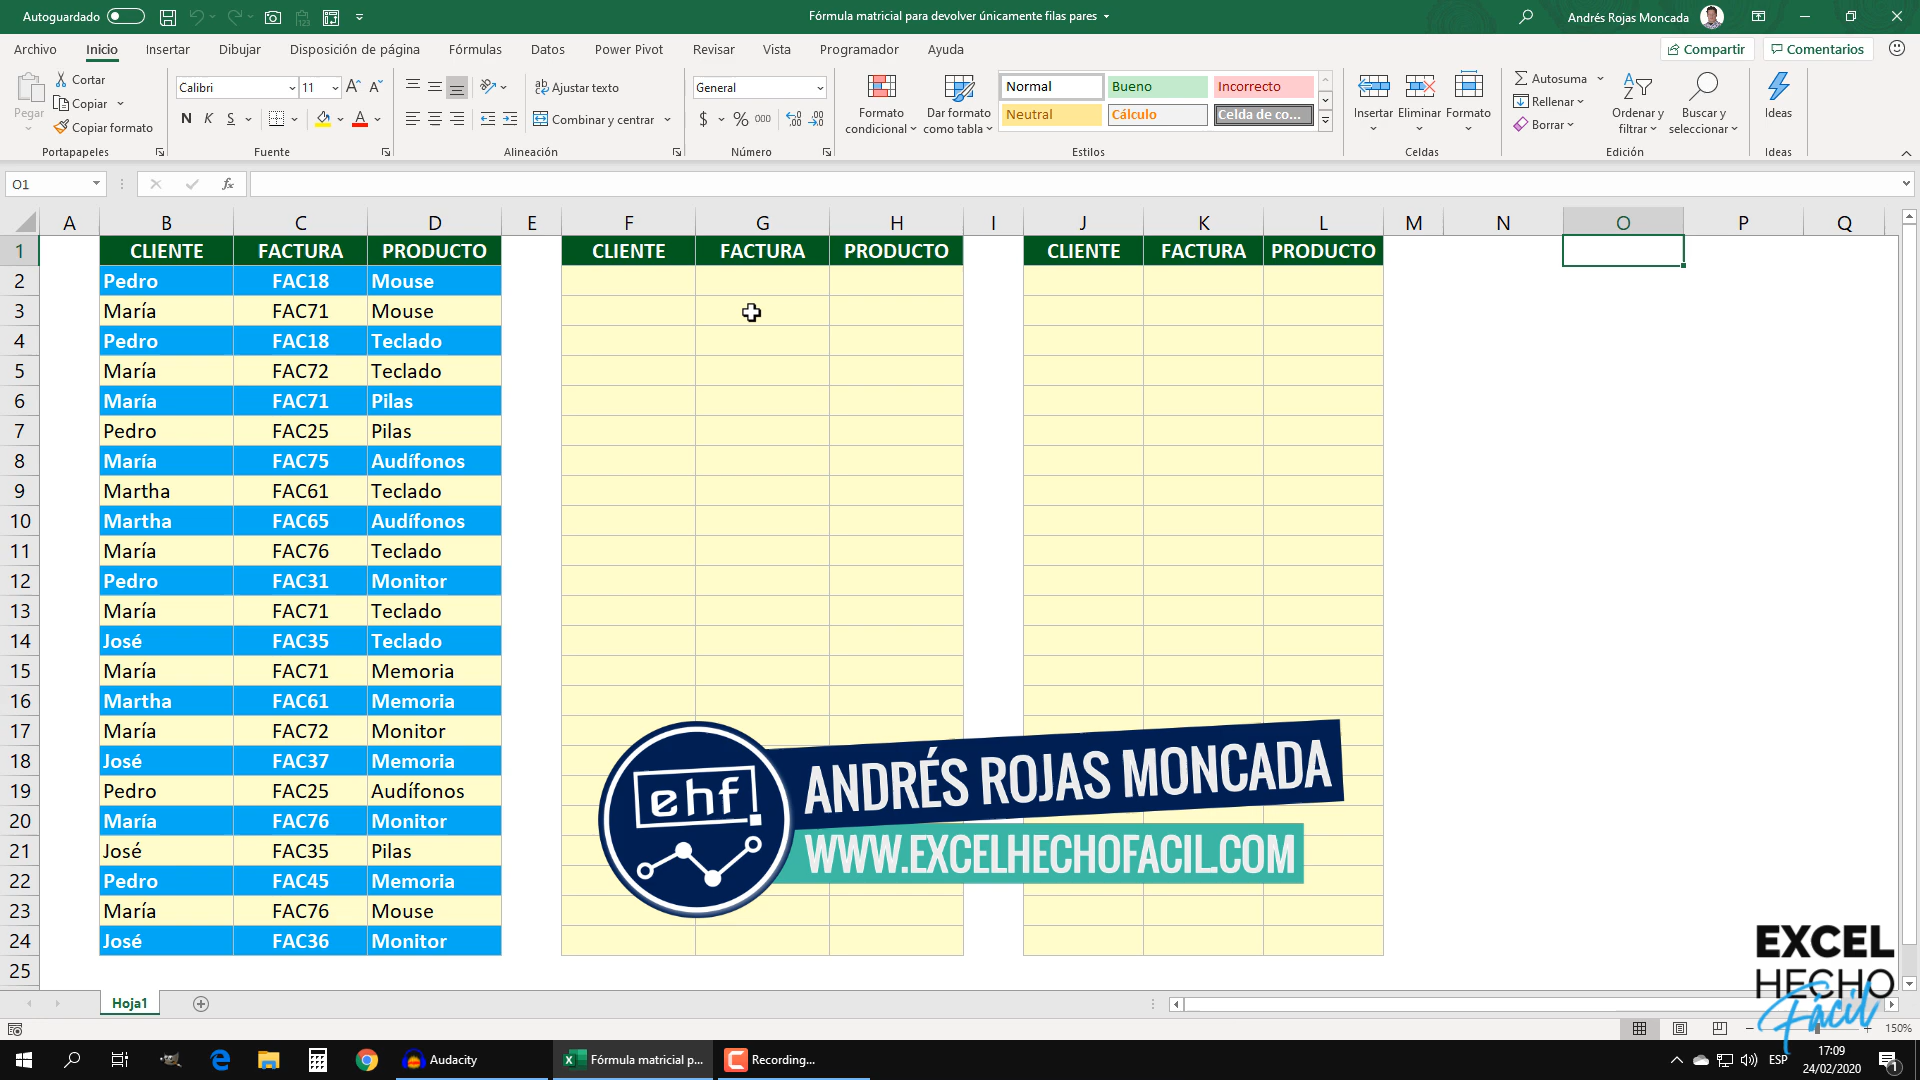 Autoguardado
Fórmula matricial para devolver únicamente filas pares
Andrés Rojas Moncada
Archivo Inicio Insertar Dibujar Disposición de página Fórmulas Datos Power Pivot Revisar Vista Programador Ayuda
Compartir Comentarios
Pegar
Cortar
Copiar
Copiar formato
Portapapeles
Calibri 11
N K S
Fuente
Ajustar texto
Combinar y centrar
Alineación
General
$ % 000
Número
Formato condicional
Dar formato como tabla
Normal Bueno Incorrecto
Neutral Cálculo Celda de co...
Estilos
Insertar Eliminar Formato
Celdas
Autosuma
Rellenar
Borrar
Ordenar y filtrar
Buscar y seleccionar
Edición
Ideas
Ideas
O1
fx
A B C D E F G H I J K L M N O P Q
1 CLIENTE FACTURA PRODUCTO CLIENTE FACTURA PRODUCTO CLIENTE FACTURA PRODUCTO
2 Pedro FAC18 Mouse
3 María FAC71 Mouse
4 Pedro FAC18 Teclado
5 María FAC72 Teclado
6 María FAC71 Pilas
7 Pedro FAC25 Pilas
8 María FAC75 Audífonos
9 Martha FAC61 Teclado
10 Martha FAC65 Audífonos
11 María FAC76 Teclado
12 Pedro FAC31 Monitor
13 María FAC71 Teclado
14 José FAC35 Teclado
15 María FAC71 Memoria
16 Martha FAC61 Memoria
17 María FAC72 Monitor
18 José FAC37 Memoria
19 Pedro FAC25 Audífonos
20 María FAC76 Monitor
21 José FAC35 Pilas
22 Pedro FAC45 Memoria
23 María FAC76 Mouse
24 José FAC36 Monitor
25
ehf!
ANDRÉS ROJAS MONCADA
WWW.EXCELHECHOFACIL.COM
EXCEL
HECHO
Fácil
Hoja1
150%
Audacity
Fórmula matricial p...
Recording...
ESP
17:09
24/02/2020
1